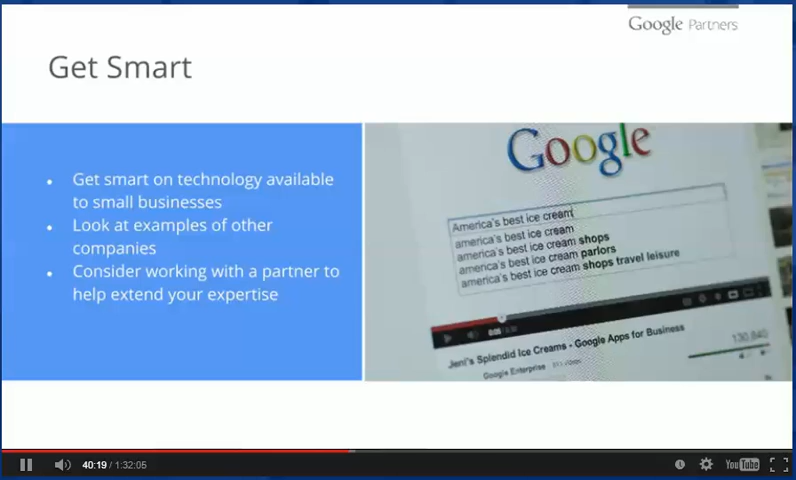 Google Partners
Get Smart
• Get smart on technology available
to small businesses
• Look at examples of other
companies
• Consider working with a partner to
help extend your expertise
Google
America's best ice cream
america's best ice cream
america's best ice cream shops
america's best ice cream parlors
america's best ice cream shops travel leisure
Jeni's Splendid Ice Creams - Google Apps for Business
Google Enterprise
130,840
40:19 / 1:32:05
YouTube